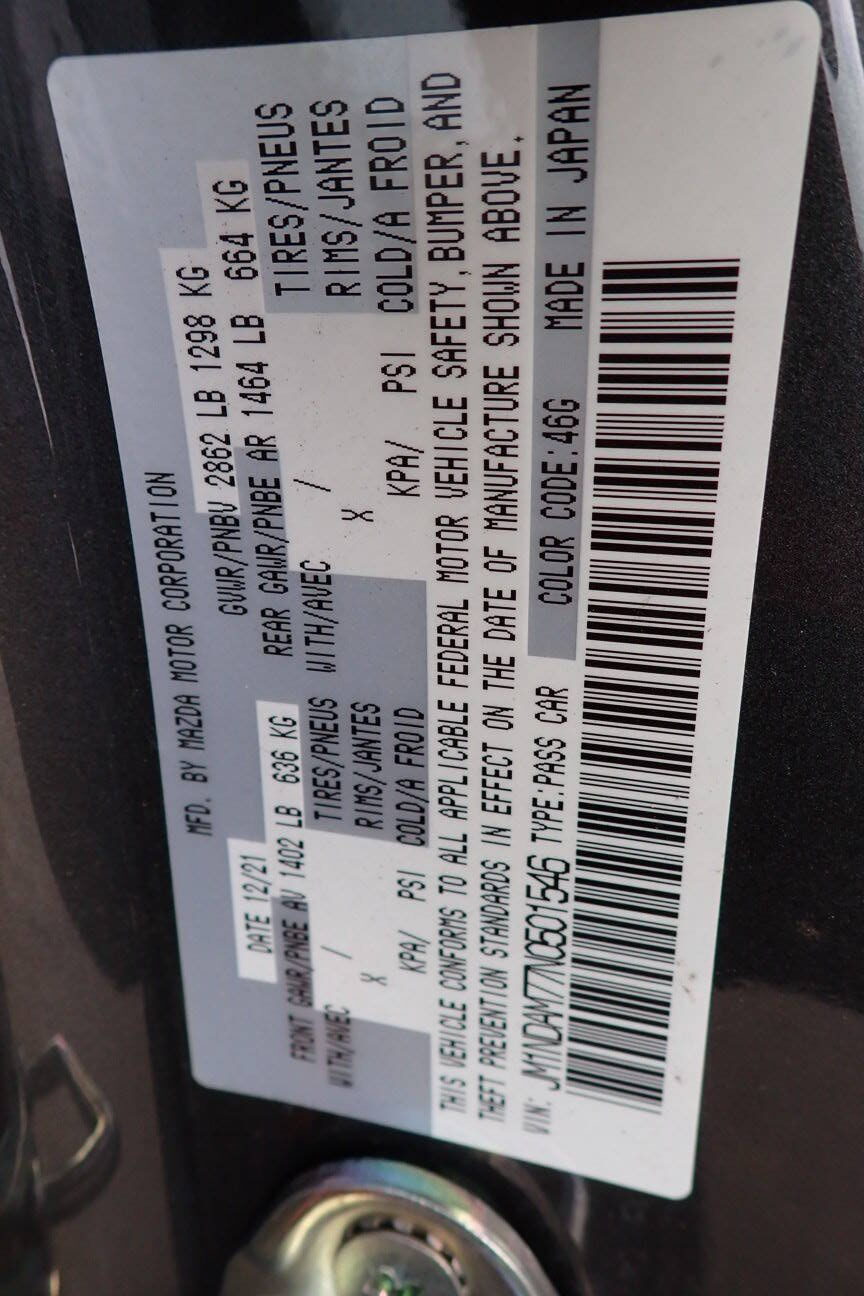 MFD. BY MAZDA MOTOR CORPORATION
DATE 12/21 GVWR/PNBV 2862 LB 1298 KG
FRONT GAWR/PNBE AV 1402 LB 636 KG REAR GAWR/PNBE AR 1464 LB 664 KG
WITH/AVEC / TIRES/PNEUS WITH/AVEC / TIRES/PNEUS
X RIMS/JANTES X RIMS/JANTES
KPA/ PSI COLD/A FROID KPA/ PSI COLD/A FROID
THIS VEHICLE CONFORMS TO ALL APPLICABLE FEDERAL MOTOR VEHICLE SAFETY, BUMPER, AND
THEFT PREVENTION STANDARDS IN EFFECT ON THE DATE OF MANUFACTURE SHOWN ABOVE.
VIN: JM1NDAM77N0501546 TYPE:PASS CAR COLOR CODE:46G MADE IN JAPAN